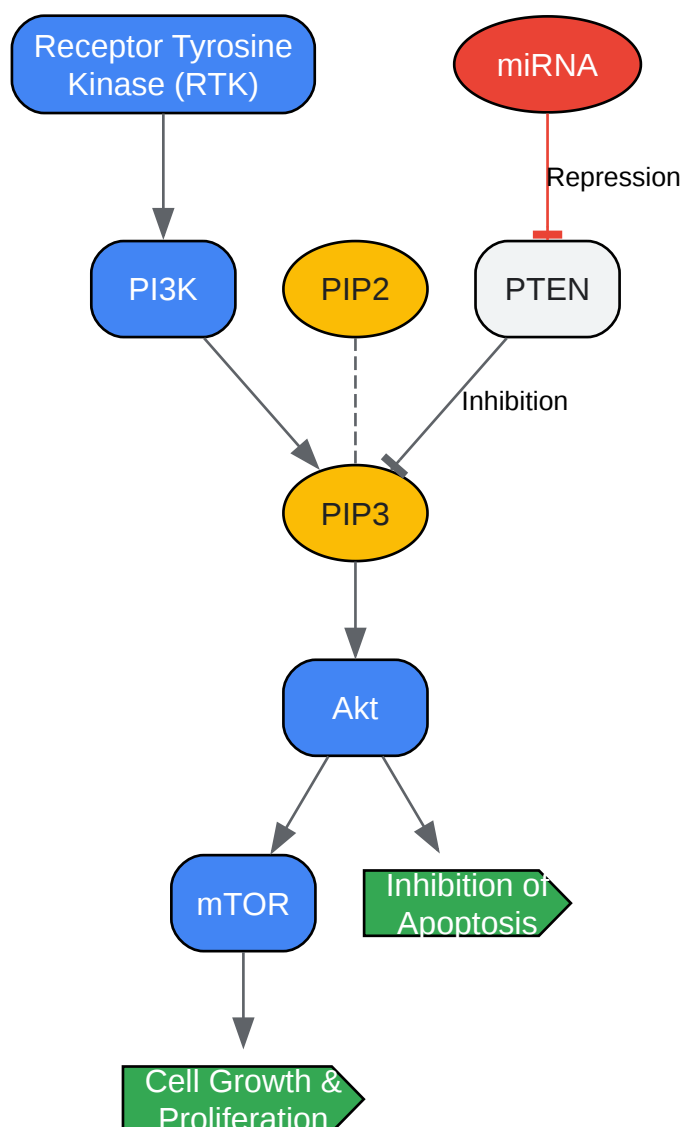 Receptor Tyrosine
Kinase (RTK)
miRNA
Repression
PI3K
PIP2
PTEN
Inhibition
PIP3
Akt
mTOR
Inhibition of
Apoptosis
Cell Growth &
Proliferation